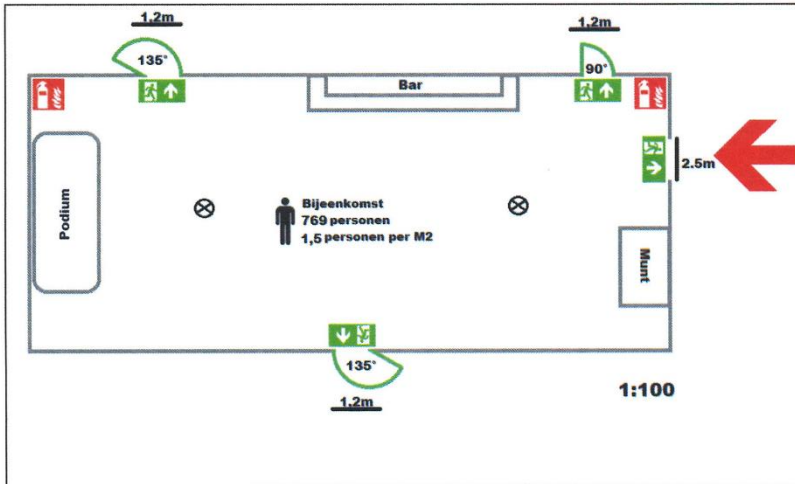 1,2m
1,2m
135°
90°
Bar
2.5m
Podium
Bijeenkomst
769 personen
1,5 personen per M2
Munt
135°
1:100
1,2m